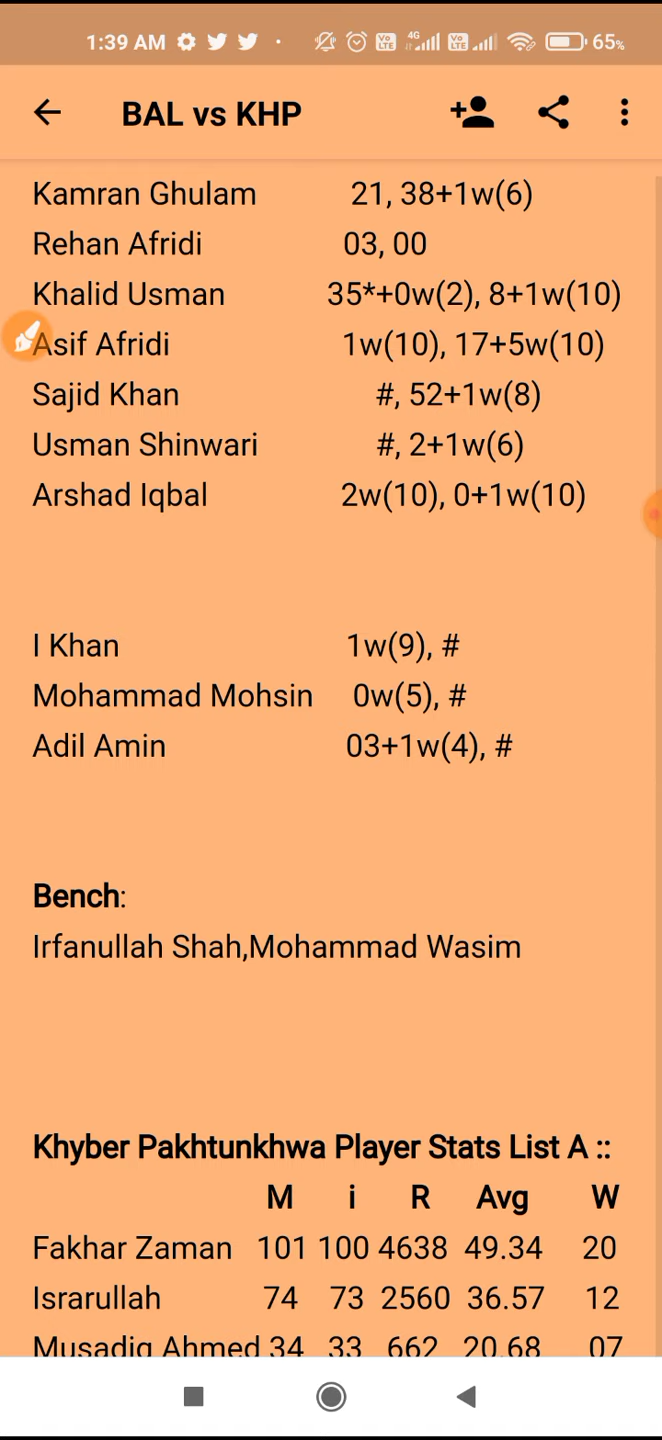 1:39 AM 4G Vo LTE Vo LTE 65%
BAL vs KHP
Kamran Ghulam 21, 38+1w(6)
Rehan Afridi 03, 00
Khalid Usman 35*+0w(2), 8+1w(10)
Asif Afridi 1w(10), 17+5w(10)
Sajid Khan #, 52+1w(8)
Usman Shinwari #, 2+1w(6)
Arshad Iqbal 2w(10), 0+1w(10)
I Khan 1w(9), #
Mohammad Mohsin 0w(5), #
Adil Amin 03+1w(4), #
Bench:
Irfanullah Shah,Mohammad Wasim
Khyber Pakhtunkhwa Player Stats List A ::
M i R Avg W
Fakhar Zaman 101 100 4638 49.34 20
Israrullah 74 73 2560 36.57 12
Musadiq Ahmed 34 33 662 20.68 07